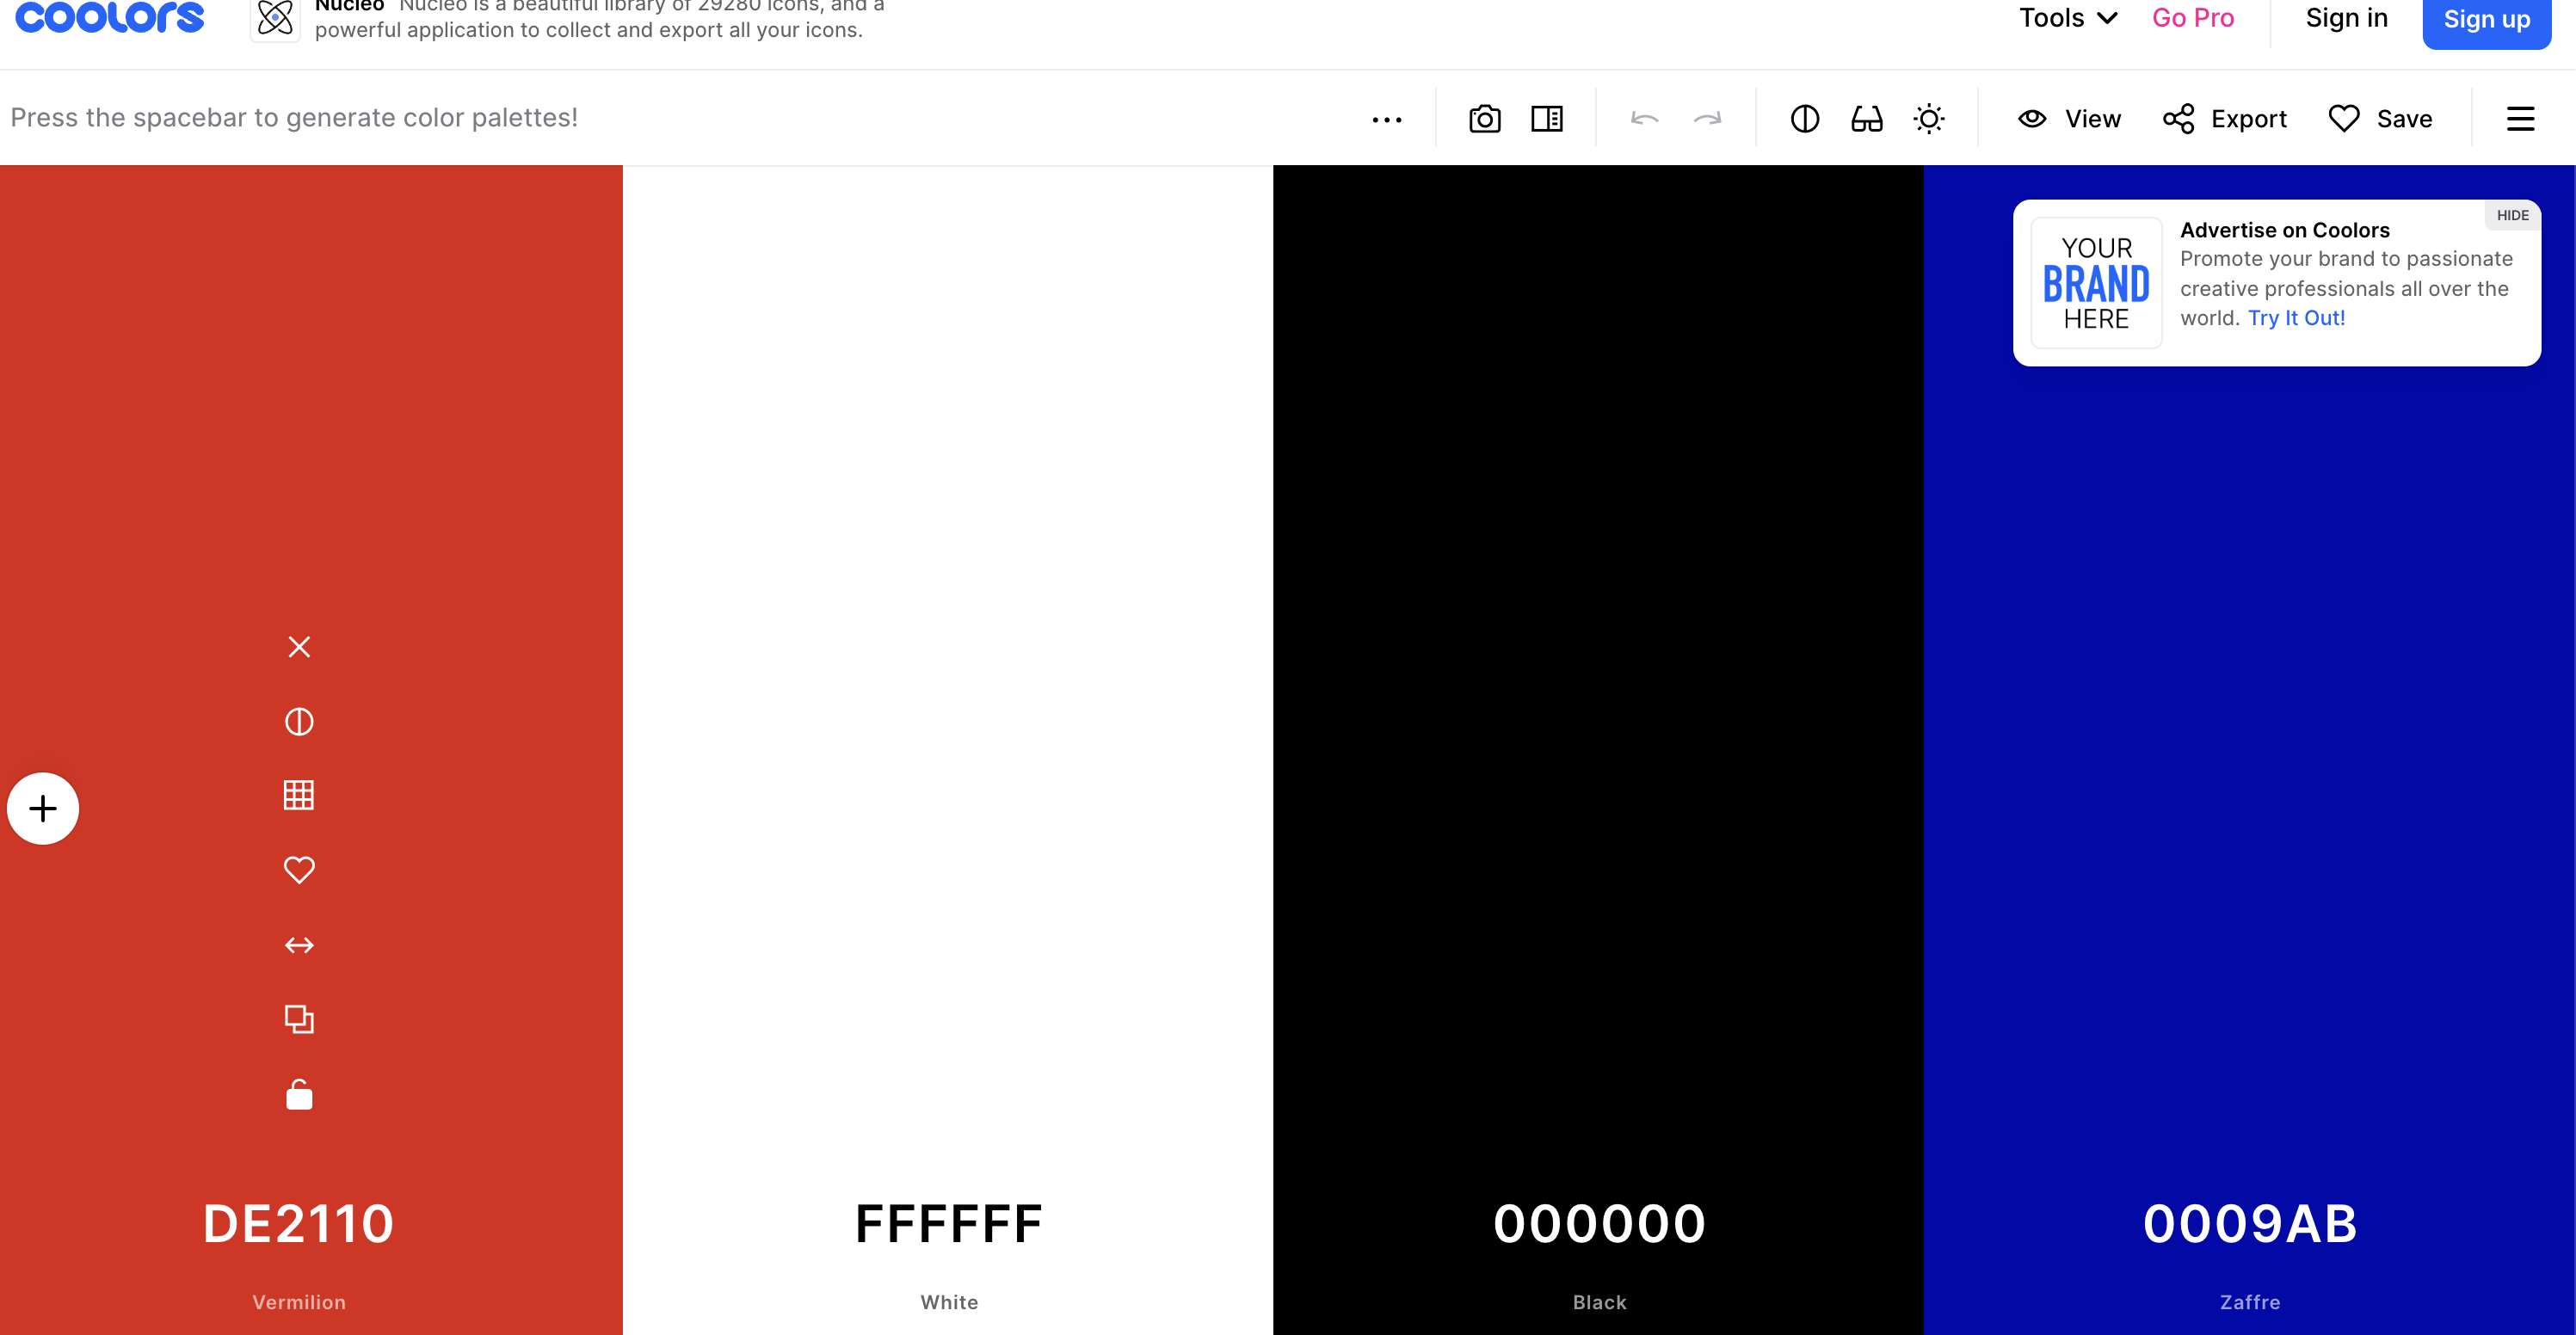 coolors
Nucleo Nucleo is a beautiful library of 29280 icons, and a
powerful application to collect and export all your icons.
Tools
Go Pro
Sign in
Sign up
Press the spacebar to generate color palettes!
View
Export
Save
HIDE
YOUR
BRAND
HERE
Advertise on Coolors
Promote your brand to passionate
creative professionals all over the
world. Try It Out!
DE2110
Vermilion
FFFFFF
White
000000
Black
0009AB
Zaffre